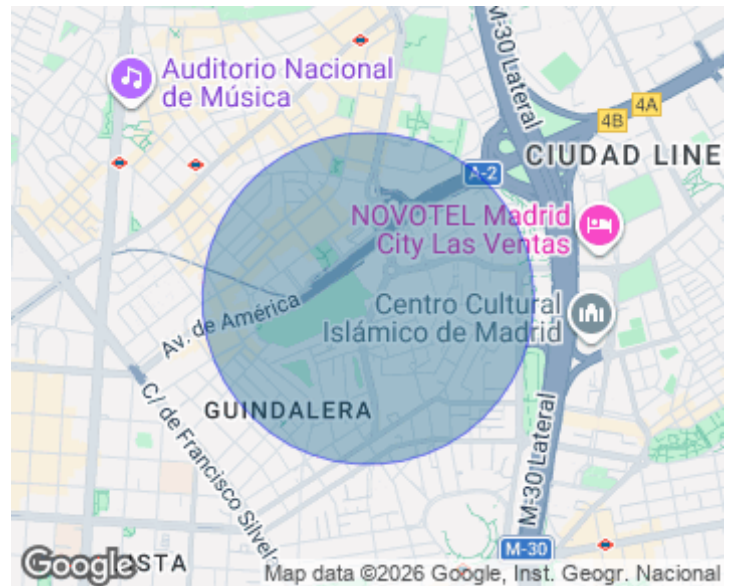 M-30 Lateral
Auditorio Nacional
de Música
4A
4B
CIUDAD LINE
A-2
NOVOTEL Madrid
City Las Ventas
Centro Cultural
Islámico de Madrid
Av. de América
GUINDALERA
C/ de Francisco Silvela
M-30 Lateral
M-30
Google
ISTA
Map data ©2026 Google, Inst. Geogr. Nacional